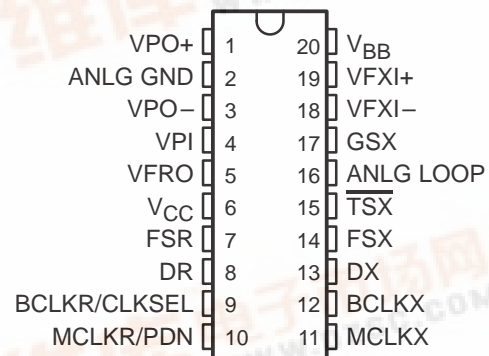 VPO+ 1 20 VBB
ANLG GND 2 19 VFXI+
VPO− 3 18 VFXI−
VPI 4 17 GSX
VFRO 5 16 ANLG LOOP
VCC 6 15 TSX
FSR 7 14 FSX
DR 8 13 DX
BCLKR/CLKSEL 9 12 BCLKX
MCLKR/PDN 10 11 MCLKX